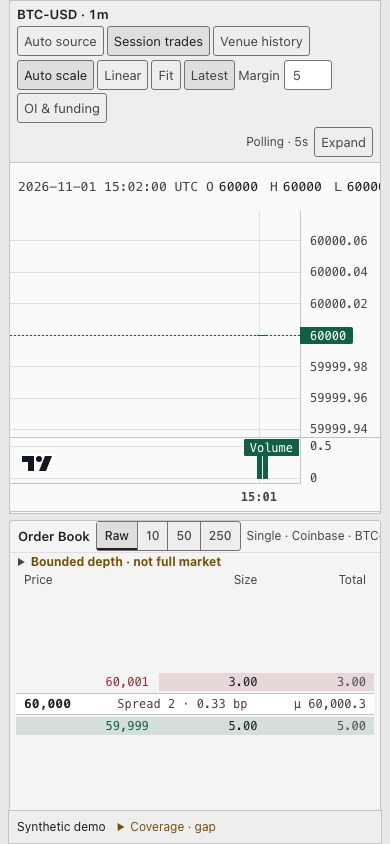 BTC-USD · 1m
Auto source Session trades Venue history
Auto scale Linear Fit Latest Margin 5
OI & funding
Polling · 5s Expand
2026-11-01 15:02:00 UTC O 60000 H 60000 L 6000
60000.06
60000.04
60000.02
60000
59999.98
59999.96
59999.94
Volume 0.5
0
15:01
Order Book Raw 10 50 250 Single · Coinbase · BTC-
▶ Bounded depth · not full market
Price Size Total
60,001 3.00 3.00
60,000 Spread 2 · 0.33 bp μ 60,000.3
59,999 5.00 5.00
Synthetic demo ▶ Coverage · gap